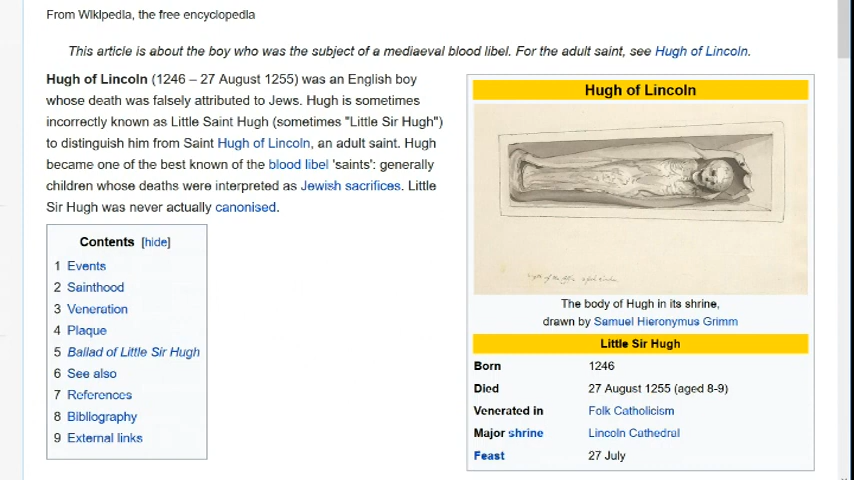 From Wikipedia, the free encyclopedia
This article is about the boy who was the subject of a mediaeval blood libel. For the adult saint, see Hugh of Lincoln.
Hugh of Lincoln (1246 – 27 August 1255) was an English boy
whose death was falsely attributed to Jews. Hugh is sometimes
incorrectly known as Little Saint Hugh (sometimes "Little Sir Hugh")
to distinguish him from Saint Hugh of Lincoln, an adult saint. Hugh
became one of the best known of the blood libel 'saints': generally
children whose deaths were interpreted as Jewish sacrifices. Little
Sir Hugh was never actually canonised.
Contents [hide]
1 Events
2 Sainthood
3 Veneration
4 Plaque
5 Ballad of Little Sir Hugh
6 See also
7 References
8 Bibliography
9 External links
Hugh of Lincoln
The body of Hugh in its shrine,
drawn by Samuel Hieronymus Grimm
Little Sir Hugh
Born 1246
Died 27 August 1255 (aged 8-9)
Venerated in Folk Catholicism
Major shrine Lincoln Cathedral
Feast 27 July